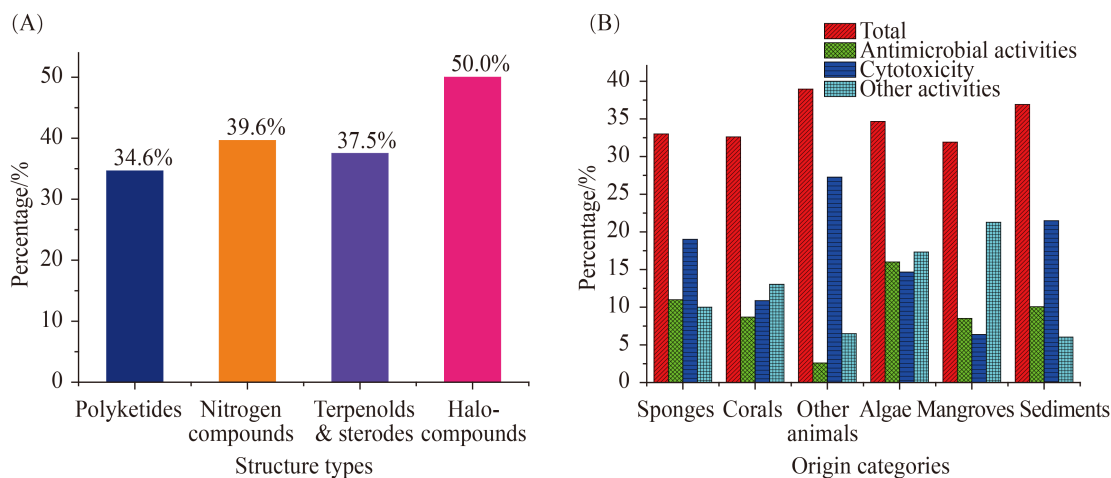 (A)
Percentage/%
50
40
30
20
10
0
34.6%
39.6%
37.5%
50.0%
Polyketides
Nitrogen
compounds
Terpenolds
& sterodes
Halo-
compounds
Structure types
(B)
Total
Antimicrobial activities
Cytotoxicity
Other activities
Percentage/%
40
35
30
25
20
15
10
5
0
Sponges
Corals
Other
animals
Algae
Mangroves
Sediments
Origin categories